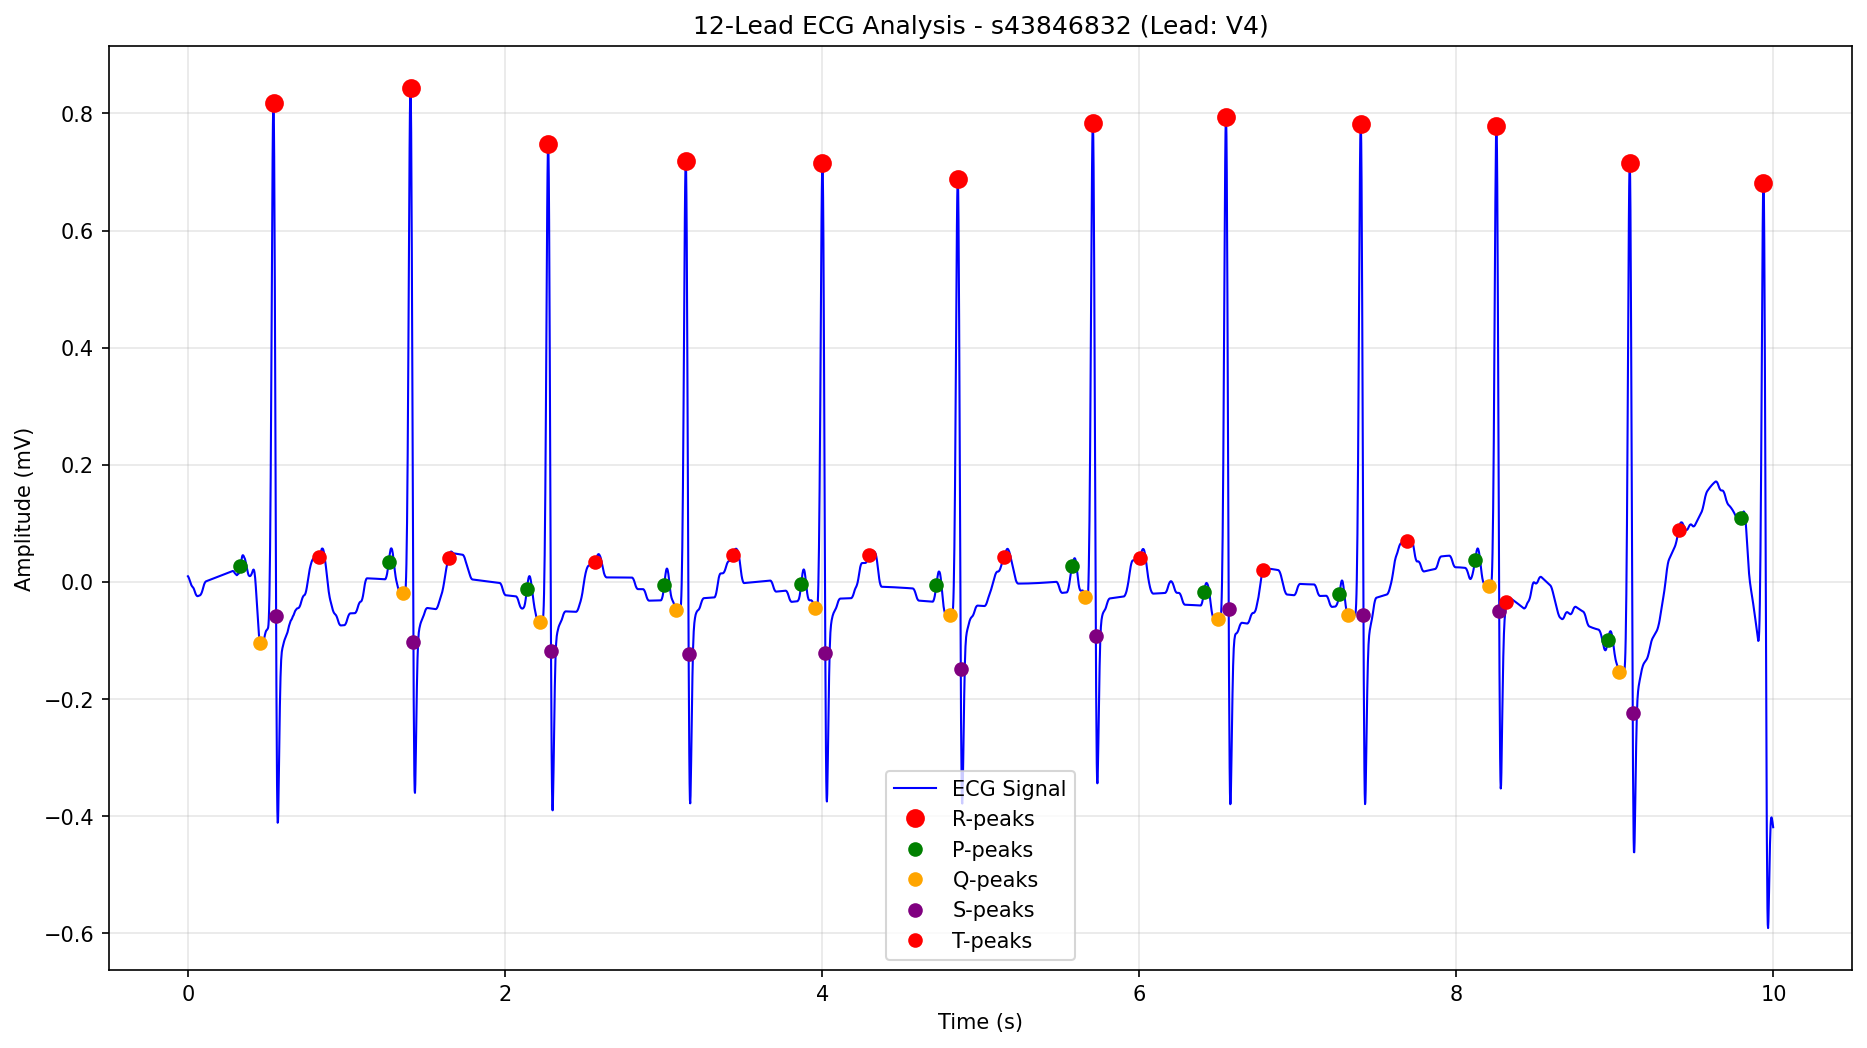 12-Lead ECG Analysis - s43846832 (Lead: V4)
Amplitude (mV)
0.8
0.6
0.4
0.2
0.0
−0.2
−0.4
−0.6
ECG Signal
R-peaks
P-peaks
Q-peaks
S-peaks
T-peaks
0 2 4 6 8 10
Time (s)